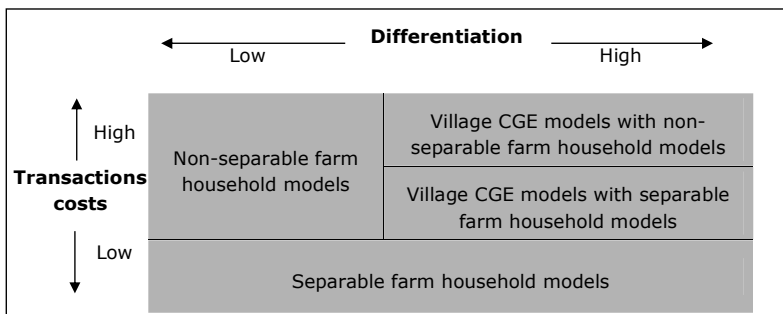 Differentiation
Low
High
High
Transactions
costs
Low
Non-separable farm
household models
Village CGE models with non-
separable farm household models
Village CGE models with separable
farm household models
Separable farm household models